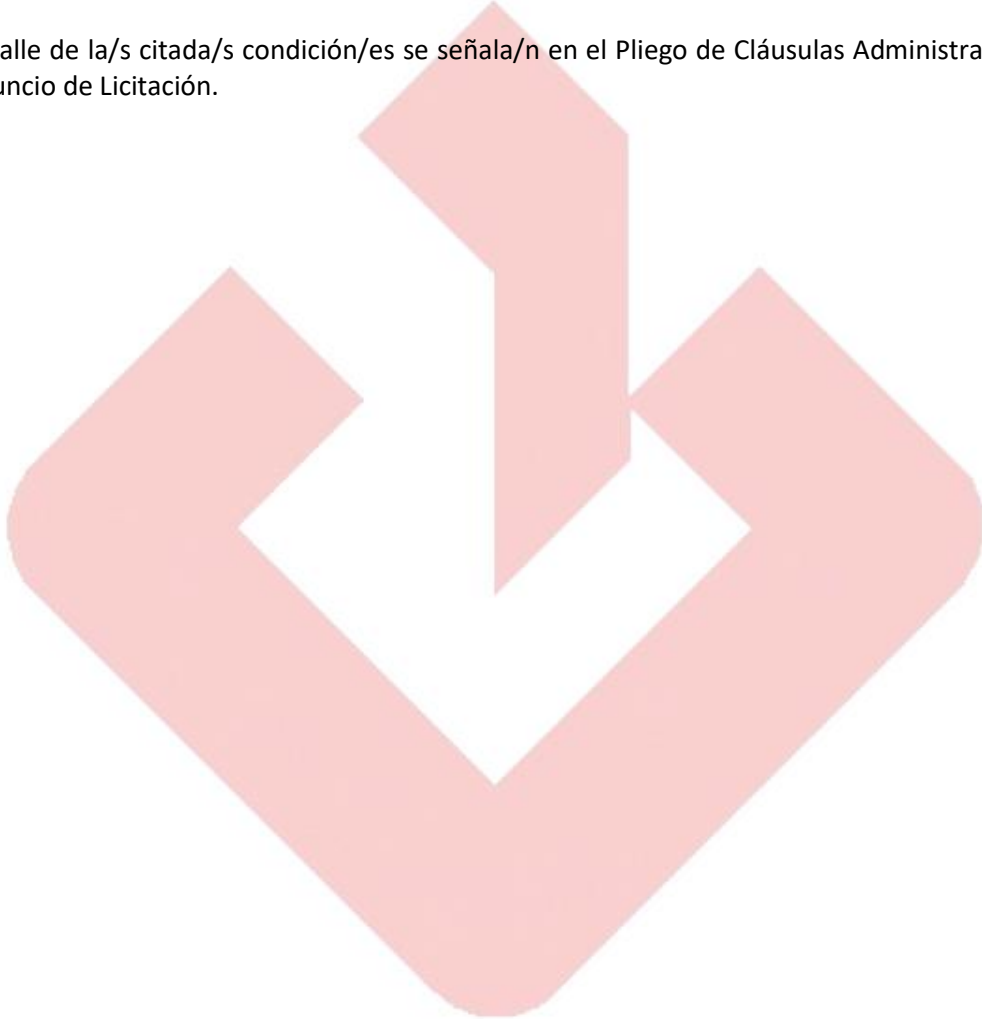 alle de la/s citada/s condición/es se señala/n en el Pliego de Cláusulas Administra
uncio de Licitación.